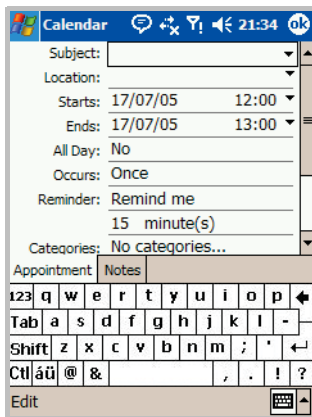 Calendar 21:34 ok
Subject:
Location:
Starts: 17/07/05 12:00
Ends: 17/07/05 13:00
All Day: No
Occurs: Once
Reminder: Remind me
15 minute(s)
Categories: No categories...
Appointment Notes
123 q w e r t y u i o p
Tab a s d f g h j k l -
Shift z x c v b n m ; '
Ctl áü @ & , . ! ?
Edit